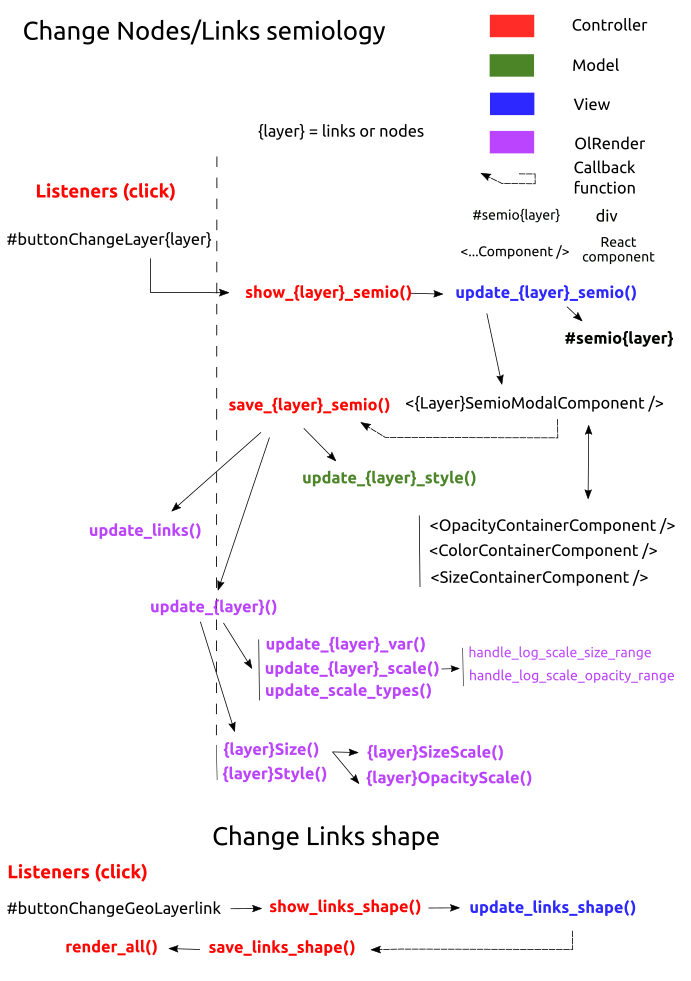 Change Nodes/Links semiology
Controller
Model
View
OlRender
Callback
function
#semio{layer} div
<...Component /> React
component
{layer} = links or nodes
Listeners (click)
#buttonChangeLayer{layer}
show_{layer}_semio() update_{layer}_semio()
#semio{layer}
save_{layer}_semio() <{Layer}SemioModalComponent />
update_{layer}_style()
update_links()
<OpacityContainerComponent />
<ColorContainerComponent />
<SizeContainerComponent />
update_{layer}()
update_{layer}_var()
update_{layer}_scale()
update_scale_types()
handle_log_scale_size_range
handle_log_scale_opacity_range
{layer}Size()
{layer}Style()
{layer}SizeScale()
{layer}OpacityScale()
Change Links shape
Listeners (click)
#buttonChangeGeoLayerlink show_links_shape() update_links_shape()
render_all() save_links_shape()